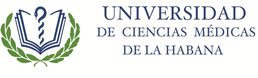 UNIVERSIDAD
DE CIENCIAS MÉDICAS
DE LA HABANA